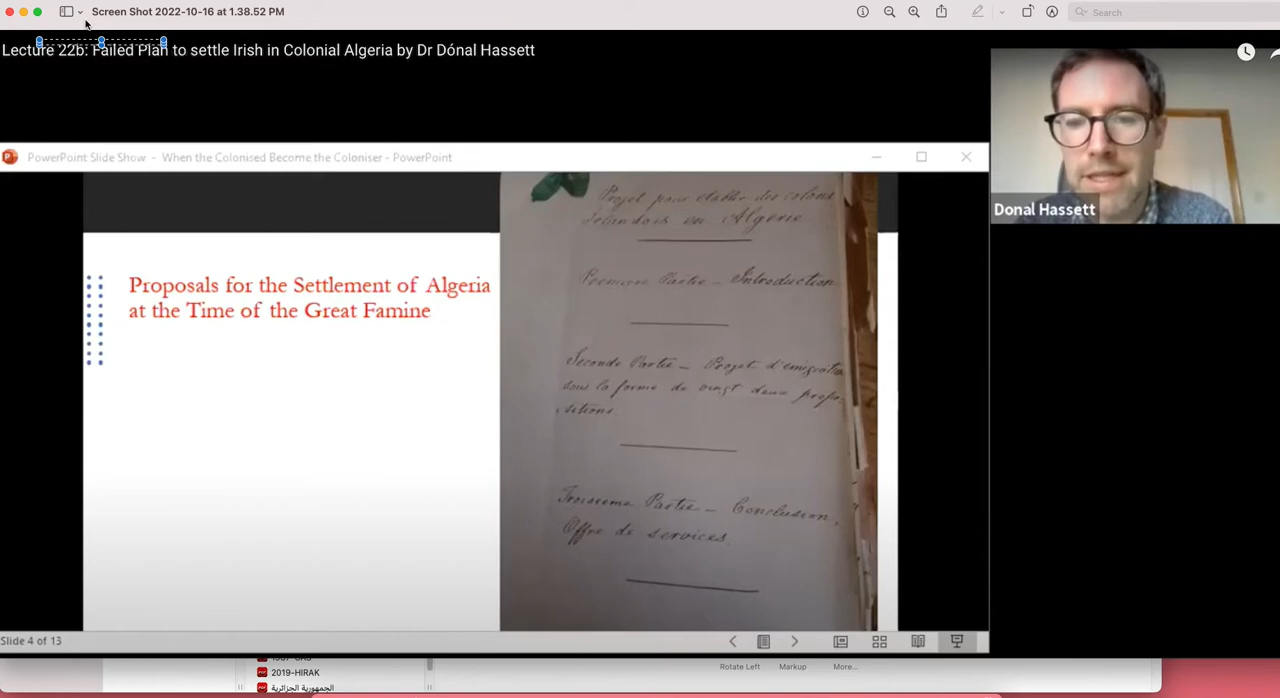 Screen Shot 2022-10-16 at 1.38.52 PM
Search
Lecture 22b: Failed Plan to settle Irish in Colonial Algeria by Dr Dónal Hassett
PowerPoint Slide Show - When the Colonised Become the Coloniser - PowerPoint
Donal Hassett
Proposals for the Settlement of Algeria
at the Time of the Great Famine
Projet pour établir des colons
Irlandais en Algérie
Première Partie – Introduction
Seconde Partie – Projet d'émigration
sous la forme de vingt deux propo-
sitions.
Troisième Partie – Conclusion,
Offre de services.
Slide 4 of 13
Rotate Left
Markup
More...
2019-HIRAK
الجمهورية الجزائرية